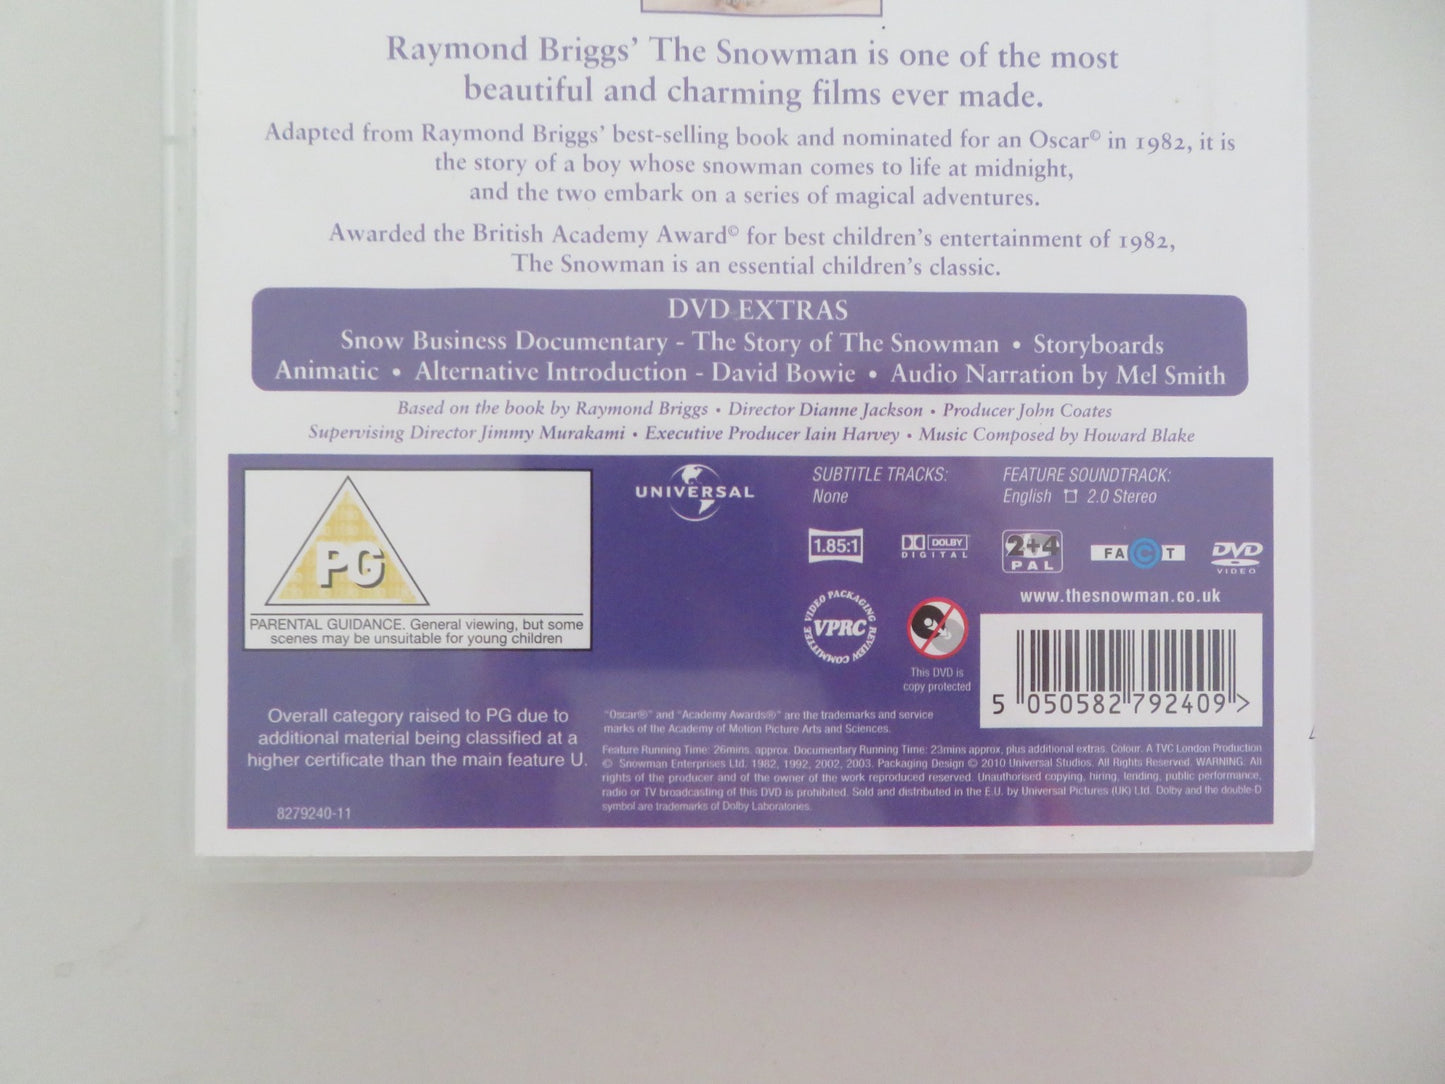 Raymond Briggs' The Snowman is one of the most
beautiful and charming films ever made.
Adapted from Raymond Briggs' best-selling book and nominated for an Oscar© in 1982, it is
the story of a boy whose snowman comes to life at midnight,
and the two embark on a series of magical adventures.
Awarded the British Academy Award© for best children's entertainment of 1982,
The Snowman is an essential children's classic.
DVD EXTRAS
Snow Business Documentary - The Story of The Snowman • Storyboards
Animatic • Alternative Introduction - David Bowie • Audio Narration by Mel Smith
Based on the book by Raymond Briggs • Director Dianne Jackson • Producer John Coates
Supervising Director Jimmy Murakami • Executive Producer Iain Harvey • Music Composed by Howard Blake
PG
PARENTAL GUIDANCE. General viewing, but some
scenes may be unsuitable for young children
Overall category raised to PG due to
additional material being classified at a
higher certificate than the main feature U.
8279240-11
UNIVERSAL
SUBTITLE TRACKS:
None
FEATURE SOUNDTRACK:
English 2.0 Stereo
1.85:1
DOLBY
DIGITAL
2+4
PAL
FACT
DVD
VIDEO
www.thesnowman.co.uk
VIDEO PACKAGING REVIEW COMMITTEE
VPRC
This DVD is
copy protected
5 050582 792409 >
"Oscar®" and "Academy Awards®" are the trademarks and service
marks of the Academy of Motion Picture Arts and Sciences.
Feature Running Time: 26mins. approx. Documentary Running Time: 23mins approx, plus additional extras. Colour. A TVC London Production
© Snowman Enterprises Ltd. 1982, 1992, 2002, 2003. Packaging Design © 2010 Universal Studios. All Rights Reserved. WARNING. All
rights of the producer and of the owner of the work reproduced reserved. Unauthorised copying, hiring, lending, public performance,
radio or TV broadcasting of this DVD is prohibited. Sold and distributed in the E.U. by Universal Pictures (UK) Ltd. Dolby and the double-D
symbol are trademarks of Dolby Laboratories.